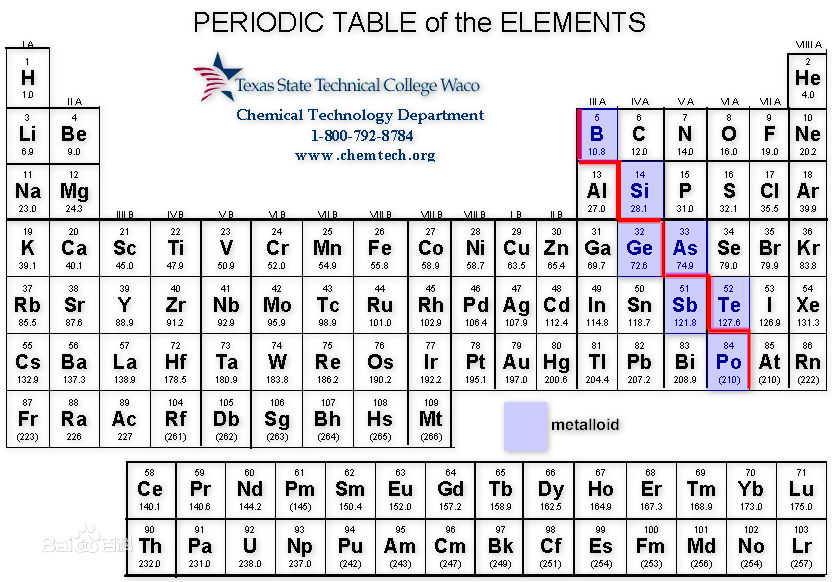 PERIODIC TABLE of the ELEMENTS
I A VIII A
1 2
H He
1.0 4.0
Texas State Technical College Waco
Chemical Technology Department
1-800-792-8784
www.chemtech.org
II A III A IV A V A VI A VII A
3 4 5 6 7 8 9 10
Li Be B C N O F Ne
6.9 9.0 10.8 12.0 14.0 16.0 19.0 20.2
11 12 13 14 15 16 17 18
Na Mg Al Si P S Cl Ar
23.0 24.3 27.0 28.1 31.0 32.1 35.5 39.9
IIII B IV B V B VI B VII B VIII B VIII B VIII B I B II B
19 20 21 22 23 24 25 26 27 28 29 30 31 32 33 34 35 36
K Ca Sc Ti V Cr Mn Fe Co Ni Cu Zn Ga Ge As Se Br Kr
39.1 40.1 45.0 47.9 50.9 52.0 54.9 55.8 58.9 58.7 63.5 65.4 69.7 72.6 74.9 79.0 79.9 83.8
37 38 39 40 41 42 43 44 45 46 47 48 49 50 51 52 53 54
Rb Sr Y Zr Nb Mo Tc Ru Rh Pd Ag Cd In Sn Sb Te I Xe
85.5 87.6 88.9 91.2 92.9 95.9 98.9 101.0 102.9 106.4 107.9 112.4 114.8 118.7 121.8 127.6 126.9 131.3
55 56 57 72 73 74 75 76 77 78 79 80 81 82 83 84 85 86
Cs Ba La Hf Ta W Re Os Ir Pt Au Hg Tl Pb Bi Po At Rn
132.9 137.3 138.9 178.5 180.9 183.8 186.2 190.2 192.2 195.1 197.0 200.6 204.4 207.2 208.9 (210) (210) (222)
87 88 89 104 105 106 107 108 109
Fr Ra Ac Rf Db Sg Bh Hs Mt
(223) 226 227 (261) (262) (263) (264) (265) (266)
metalloid
58 59 60 61 62 63 64 65 66 67 68 69 70 71
Ce Pr Nd Pm Sm Eu Gd Tb Dy Ho Er Tm Yb Lu
140.1 140.6 144.2 (145) 150.4 152.0 157.2 158.9 162.5 164.9 167.3 168.9 173.0 175.0
90 91 92 93 94 95 96 97 98 99 100 101 102 103
Th Pa U Np Pu Am Cm Bk Cf Es Fm Md No Lr
232.0 231.0 238.0 237.0 (242) (243) (247) (249) (251) (254) (253) (256) (254) (257)
Bai百科